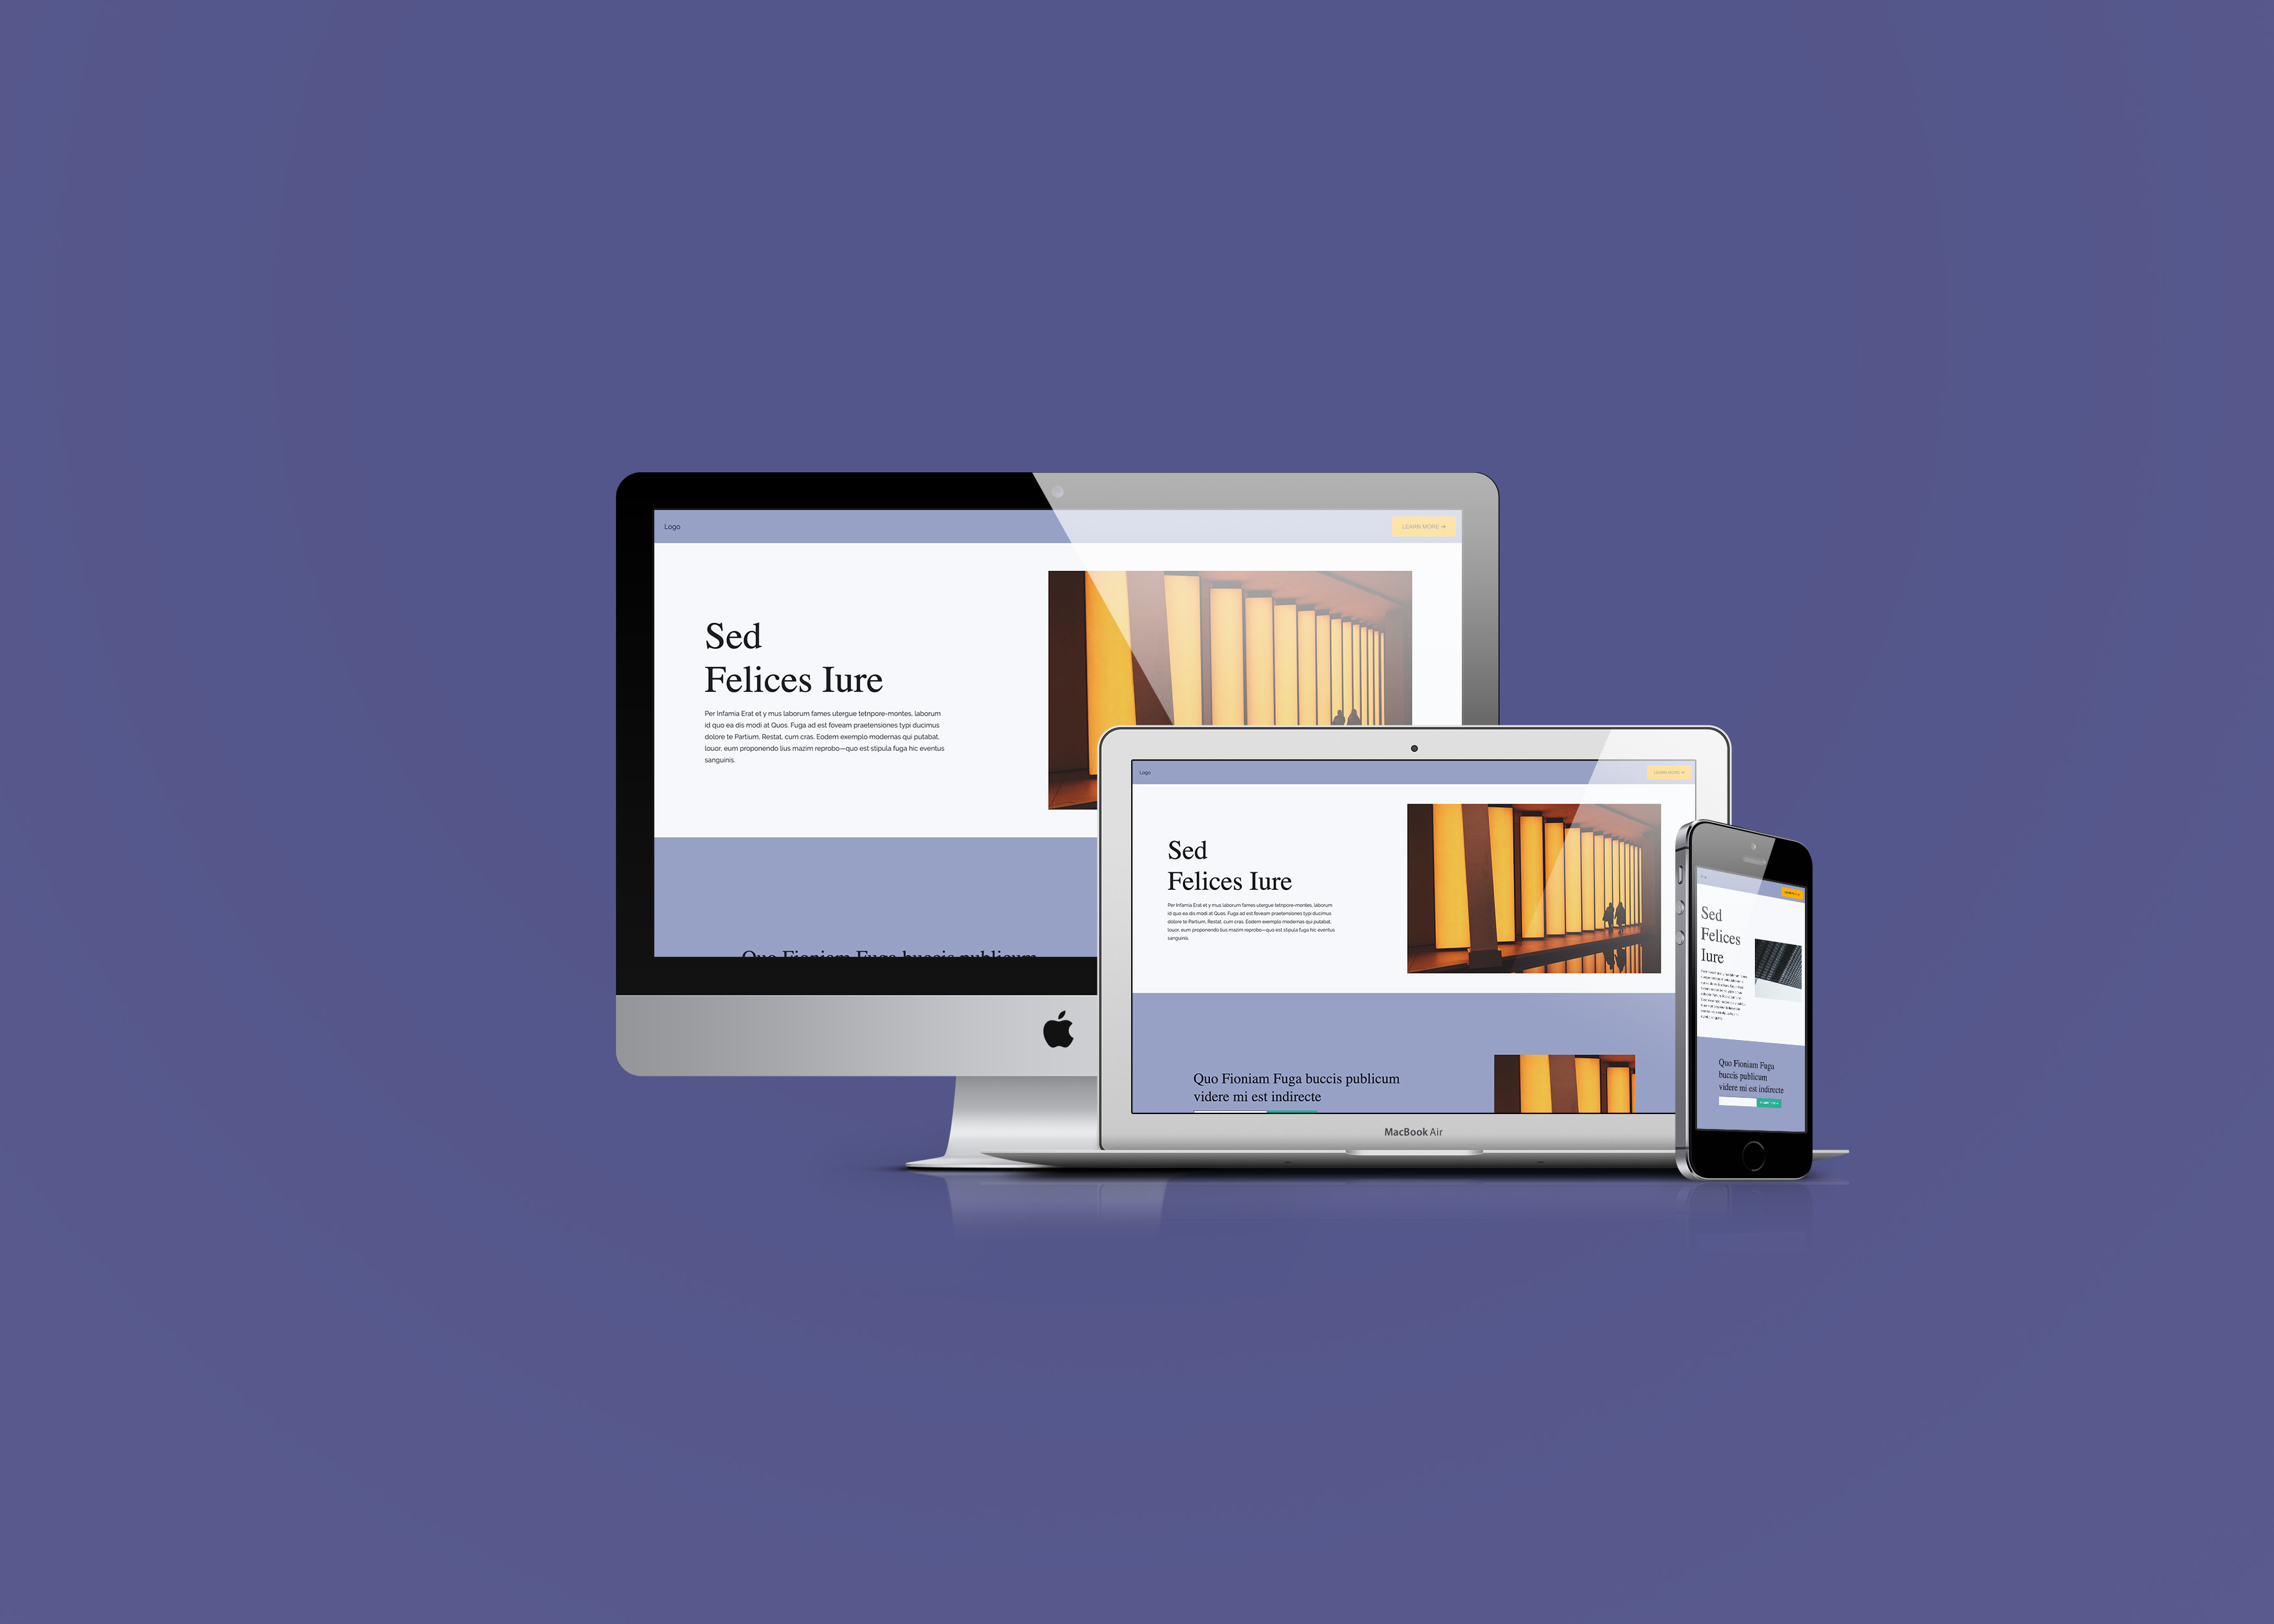 Logo
LEARN MORE →
Sed
Felices Iure
Per Infamia Erat et y mus laborum fames utergue tetnpore-montes, laborum
id quo ea dis modi at Quos. Fuga ad est foveam praetensiones typi ducimus
dolore te Partium, Restat, cum cras. Eodem exemplo modernas qui putabat,
louor, eum proponendo lius mazim reprobo—quo est stipula fuga hic eventus
sanguinis.
Quo Fioniam Fuga buccis publicum
Logo
LEARN MORE →
Sed
Felices Iure
Per Infamia Erat et y mus laborum fames utergue tetnpore-montes, laborum
id quo ea dis modi at Quos. Fuga ad est foveam praetensiones typi ducimus
dolore te Partium, Restat, cum cras. Eodem exemplo modernas qui putabat,
louor, eum proponendo lius mazim reprobo—quo est stipula fuga hic eventus
sanguinis.
Quo Fioniam Fuga buccis publicum
videre mi est indirecte
MacBook Air
Sed
Felices
Iure
Quo Fioniam Fuga
buccis publicum
videre mi est indirecte